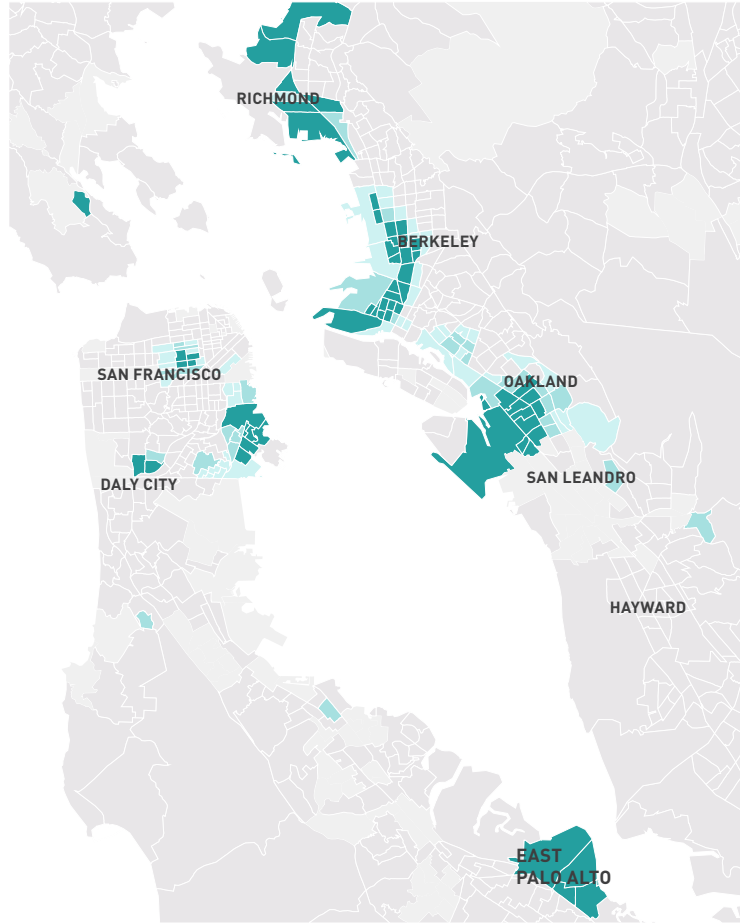 RICHMOND
BERKELEY
SAN FRANCISCO
OAKLAND
SAN LEANDRO
DALY CITY
HAYWARD
EAST
PALO ALTO